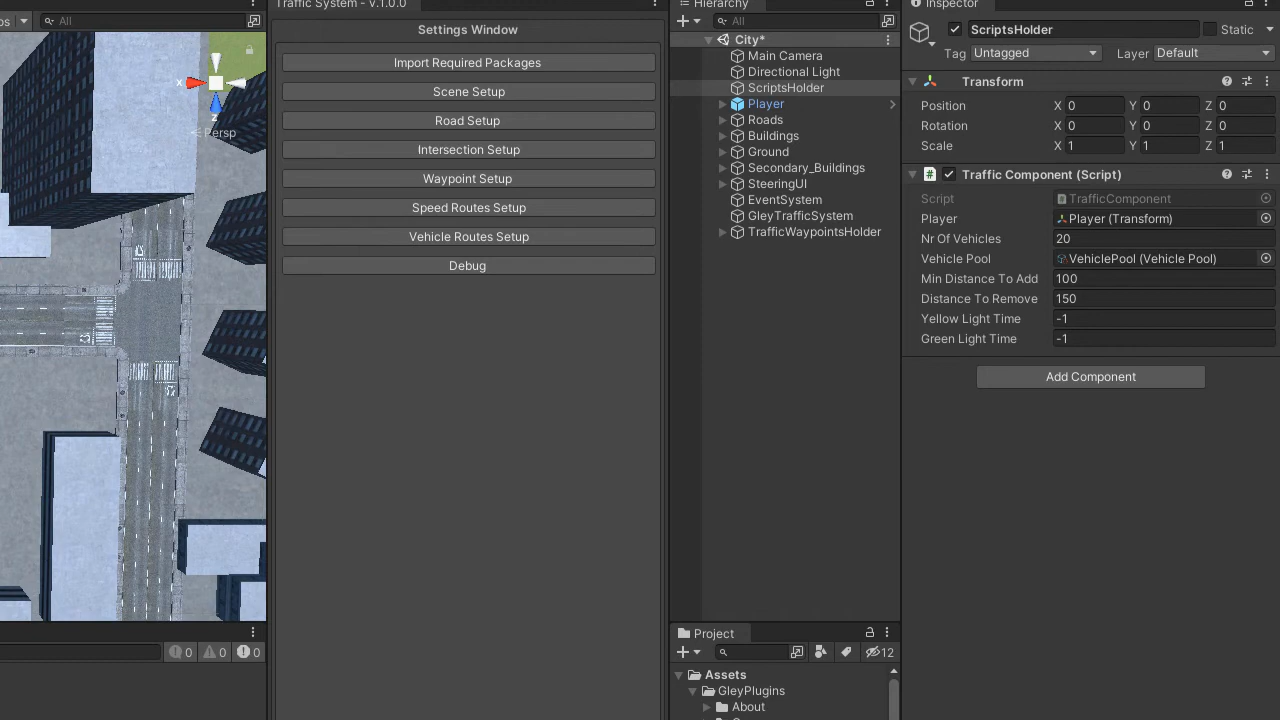 Traffic System - v.1.0.0
Settings Window
Import Required Packages
Scene Setup
Road Setup
Intersection Setup
Waypoint Setup
Speed Routes Setup
Vehicle Routes Setup
Debug
All
x
z
Persp
0
0
0
Hierarchy
All
City*
Main Camera
Directional Light
ScriptsHolder
Player
Roads
Buildings
Ground
Secondary_Buildings
SteeringUI
EventSystem
GleyTrafficSystem
TrafficWaypointsHolder
Project
12
Assets
GleyPlugins
About
Inspector
ScriptsHolder
Static
Tag Untagged Layer Default
Transform
Position X 0 Y 0 Z 0
Rotation X 0 Y 0 Z 0
Scale X 1 Y 1 Z 1
Traffic Component (Script)
Script TrafficComponent
Player Player (Transform)
Nr Of Vehicles 20
Vehicle Pool VehiclePool (Vehicle Pool)
Min Distance To Add 100
Distance To Remove 150
Yellow Light Time -1
Green Light Time -1
Add Component